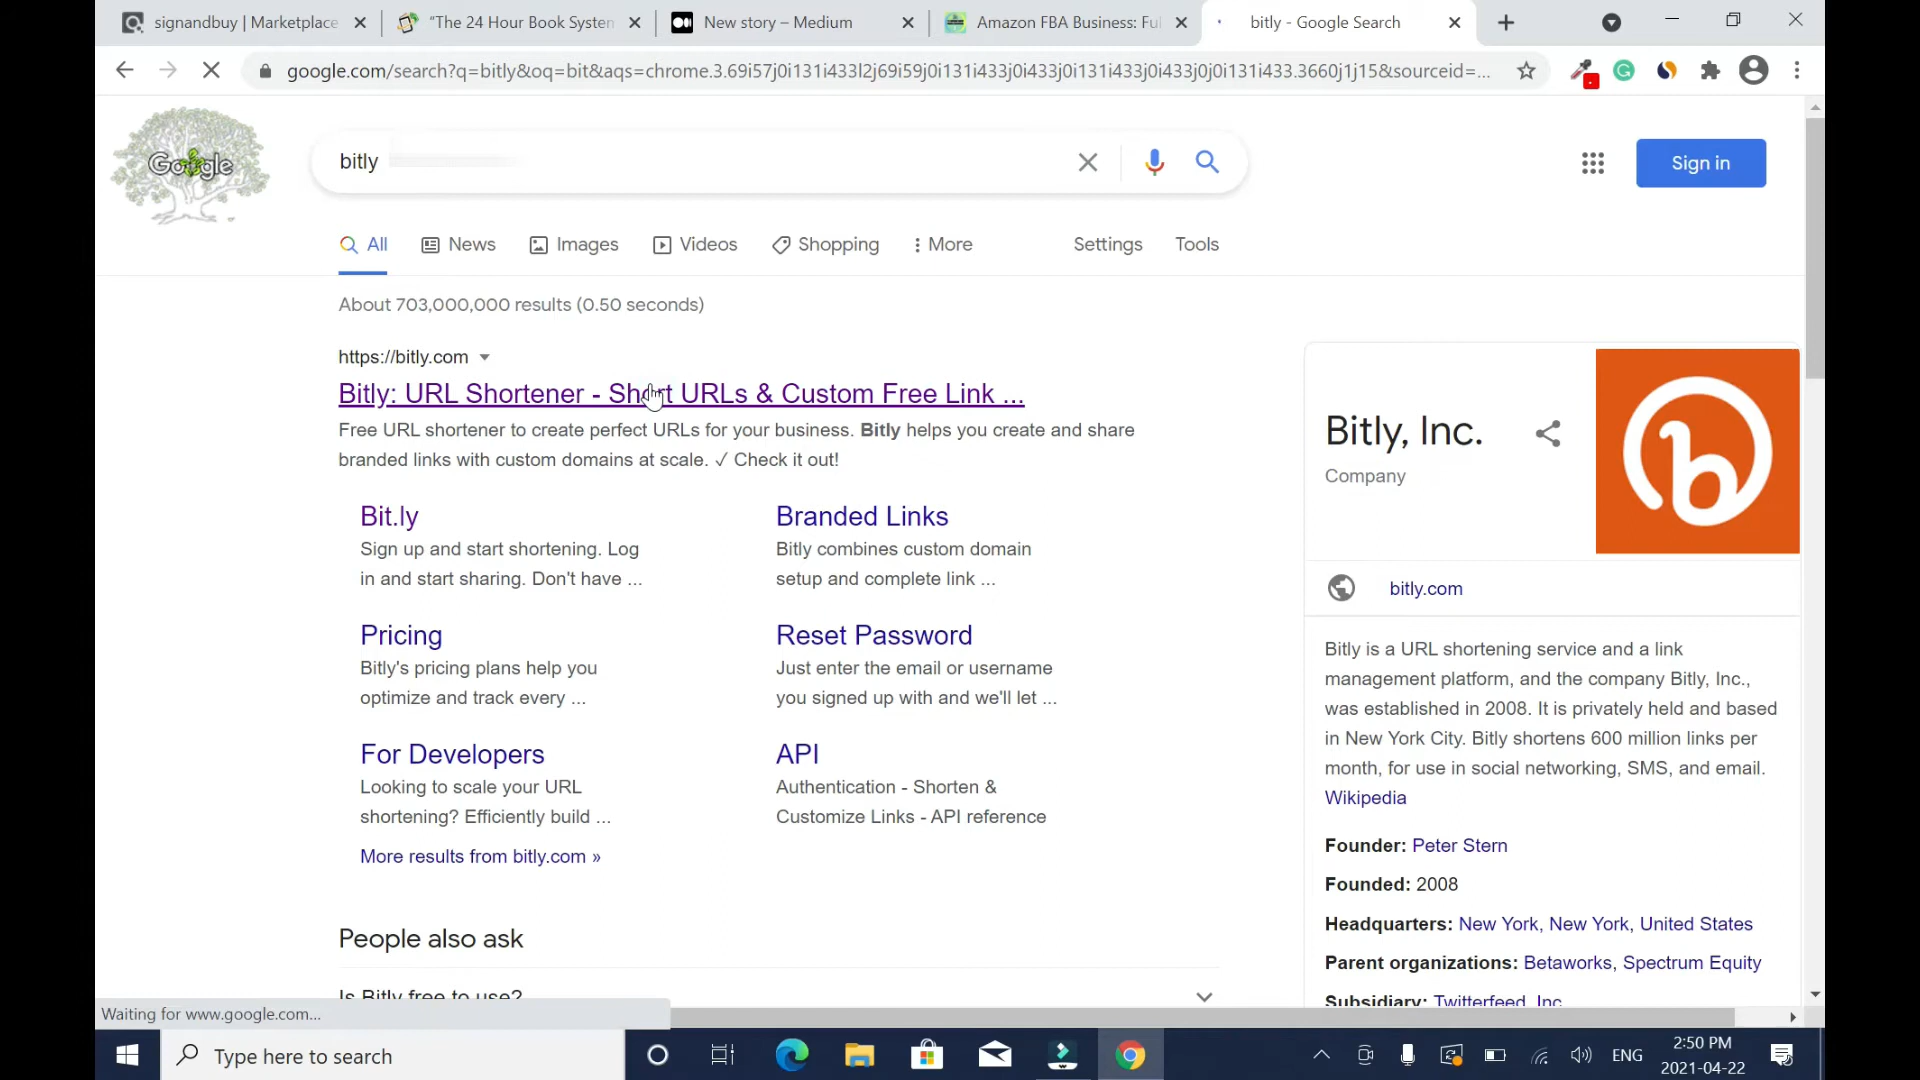 signandbuy | Marketplace
"The 24 Hour Book System
New story – Medium
Amazon FBA Business: Ful
bitly - Google Search
google.com/search?q=bitly&oq=bit&aqs=chrome.3.69i57j0i131i433l2j69i59j0i131i433j0i433j0i131i433j0i433j0j0i131i433.3660j1j15&sourceid=...
Google
bitly
Sign in
All
News
Images
Videos
Shopping
More
Settings
Tools
About 703,000,000 results (0.50 seconds)
https://bitly.com
Bitly: URL Shortener - Short URLs & Custom Free Link ...
Free URL shortener to create perfect URLs for your business. Bitly helps you create and share
branded links with custom domains at scale. ✓ Check it out!
Bit.ly
Sign up and start shortening. Log
in and start sharing. Don't have ...
Branded Links
Bitly combines custom domain
setup and complete link ...
Pricing
Bitly's pricing plans help you
optimize and track every ...
Reset Password
Just enter the email or username
you signed up with and we'll let ...
For Developers
Looking to scale your URL
shortening? Efficiently build ...
API
Authentication - Shorten &
Customize Links - API reference
More results from bitly.com »
People also ask
Is Bitly free to use?
Bitly, Inc.
Company
b
bitly.com
Bitly is a URL shortening service and a link
management platform, and the company Bitly, Inc.,
was established in 2008. It is privately held and based
in New York City. Bitly shortens 600 million links per
month, for use in social networking, SMS, and email.
Wikipedia
Founder: Peter Stern
Founded: 2008
Headquarters: New York, New York, United States
Parent organizations: Betaworks, Spectrum Equity
Subsidiary: Twitterfeed, Inc
Waiting for www.google.com...
Type here to search
ENG
2:50 PM
2021-04-22